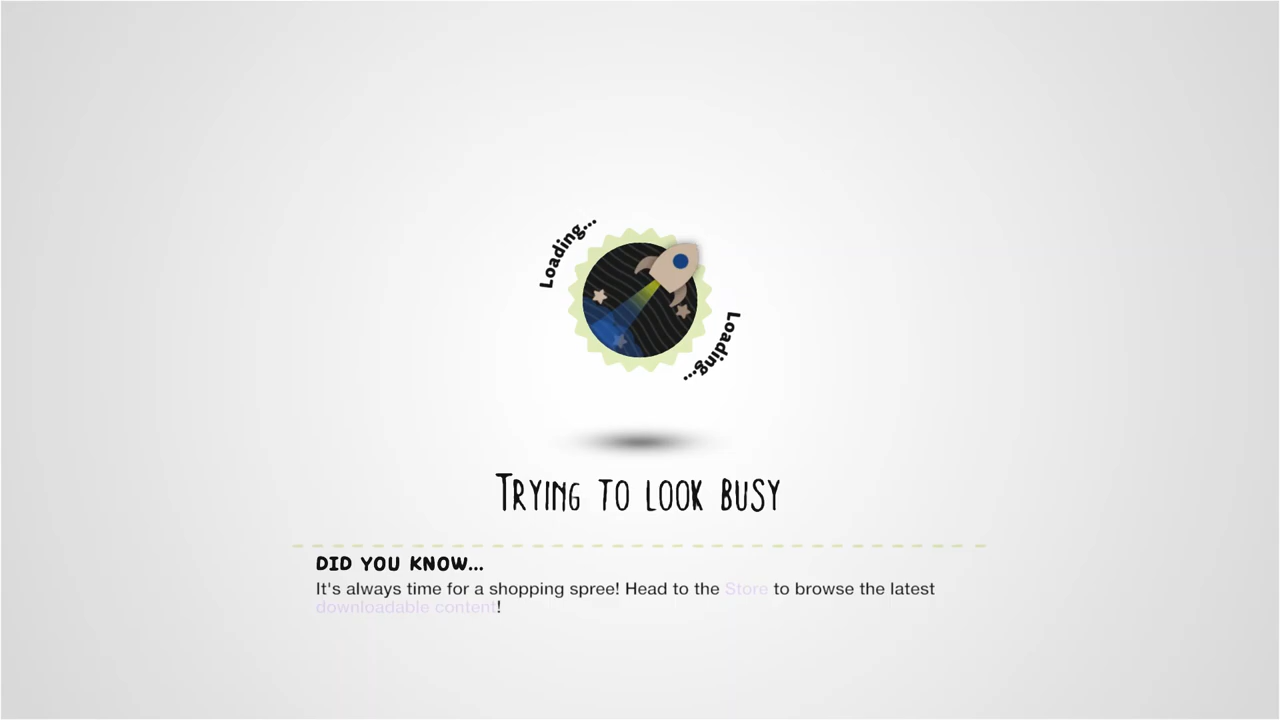 Loading...
Loading...
Trying to look busy
DID YOU KNOW...
It's always time for a shopping spree! Head to the Store to browse the latest
downloadable content!